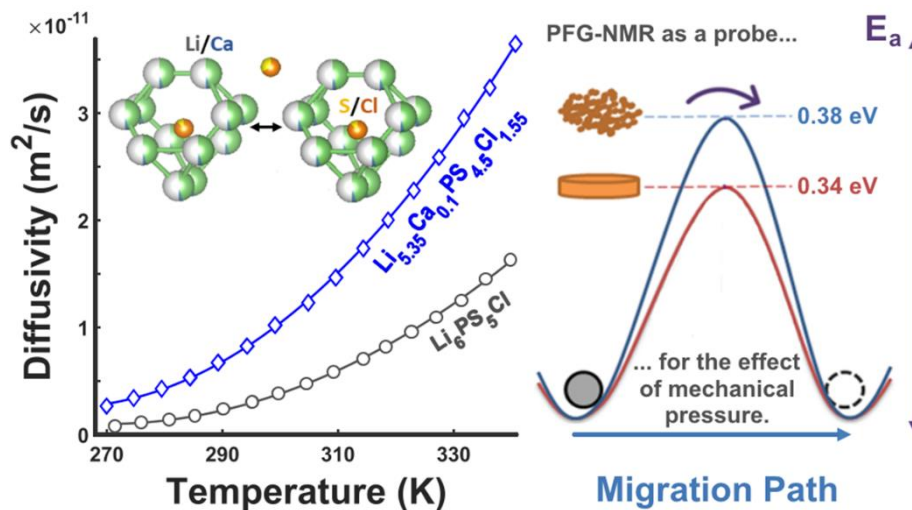 ×10⁻¹¹
Diffusivity (m²/s)
3
2
1
0
270
290
310
330
Temperature (K)
Li/Ca
S/Cl
Li₅.₃₅Ca₀.₁PS₄.₅Cl₁.₅₅
Li₆PS₅Cl
PFG-NMR as a probe...
Eₐ
0.38 eV
0.34 eV
... for the effect
of mechanical
pressure.
Migration Path